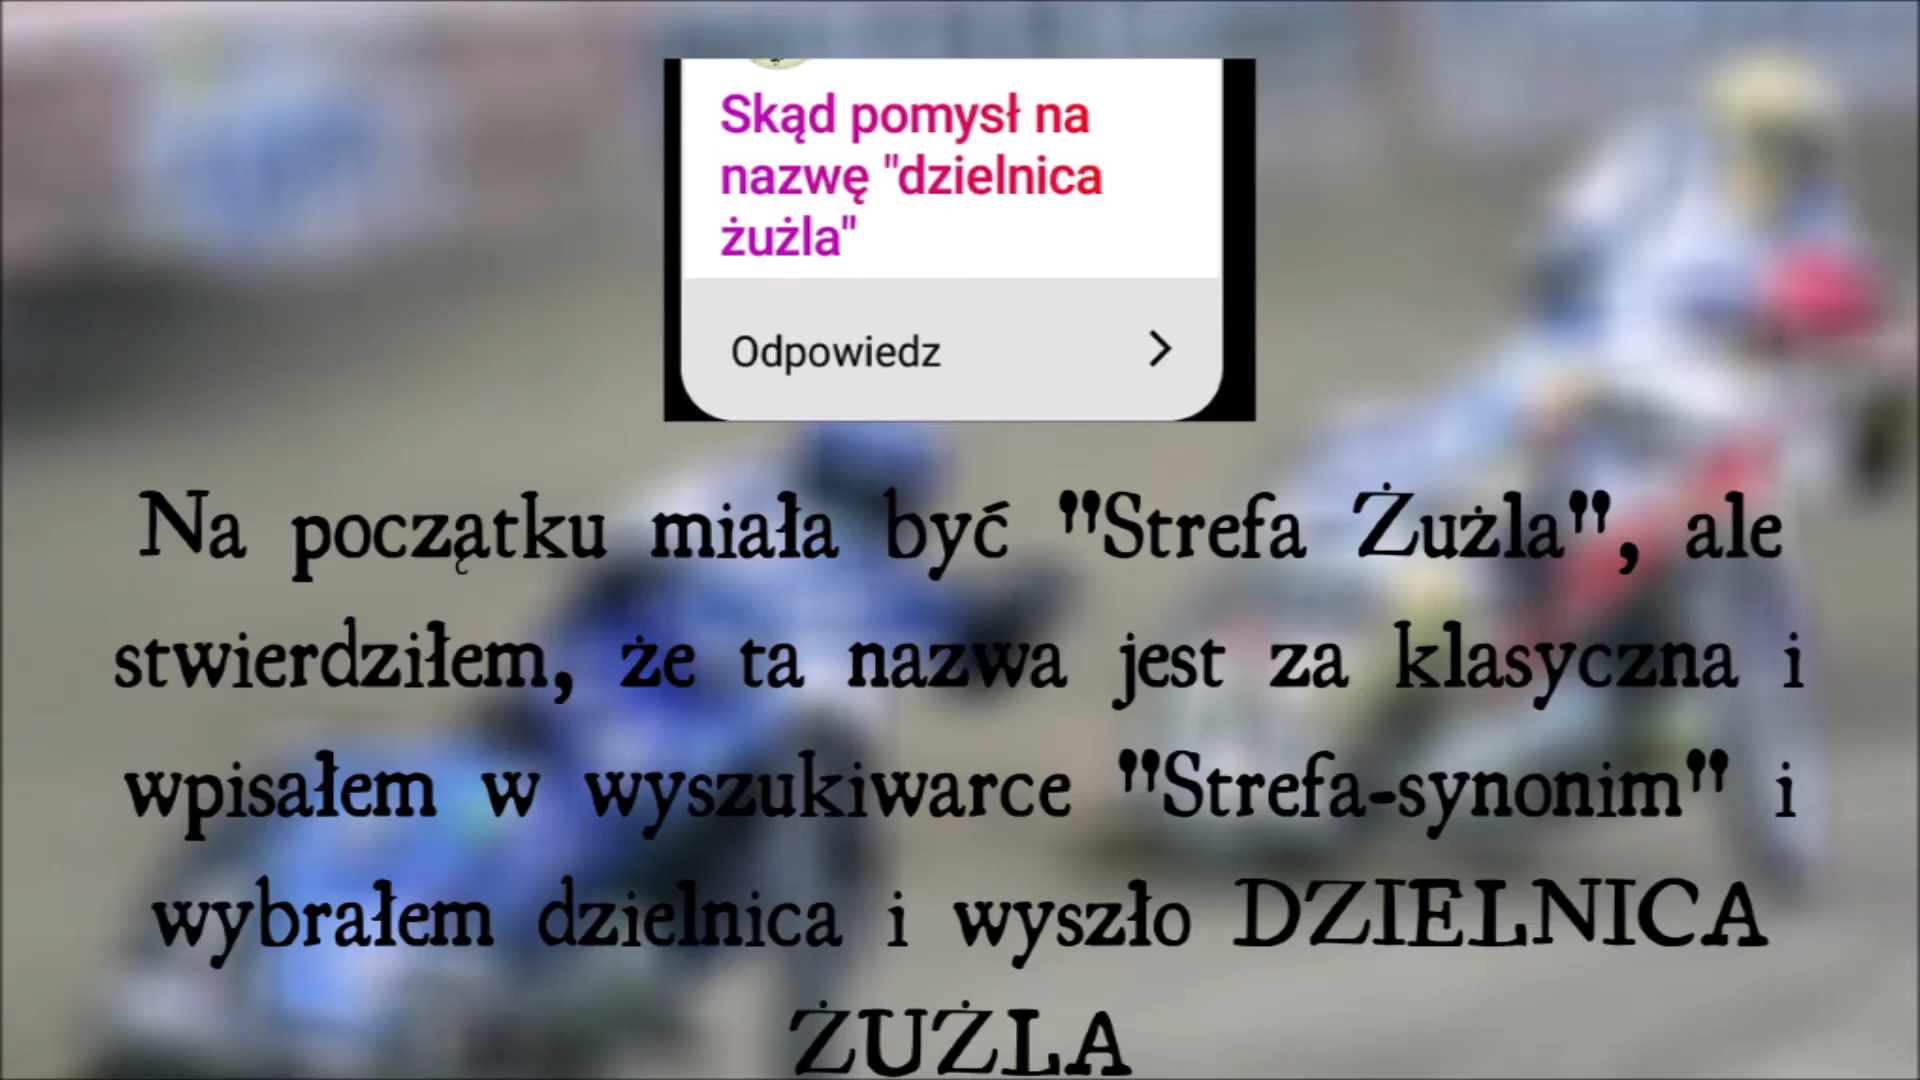 Skąd pomysł na
nazwę "dzielnica
żużla"
Odpowiedz
Na początku miała być "Strefa Żużla", ale
stwierdziłem, że ta nazwa jest za klasyczna i
wpisałem w wyszukiwarce "Strefa-synonim" i
wybrałem dzielnica i wyszło DZIELNICA
ŻUŻLA